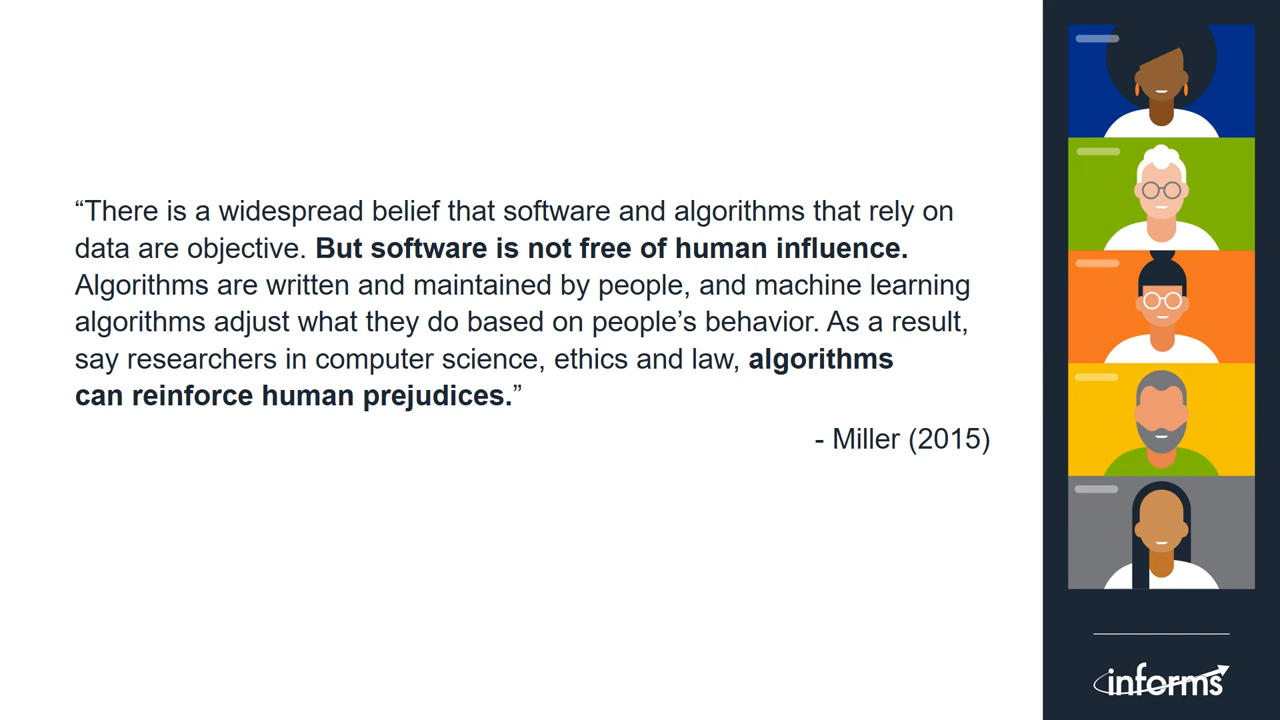 “There is a widespread belief that software and algorithms that rely on
data are objective. But software is not free of human influence.
Algorithms are written and maintained by people, and machine learning
algorithms adjust what they do based on people’s behavior. As a result,
say researchers in computer science, ethics and law, algorithms
can reinforce human prejudices.”
- Miller (2015)
informs